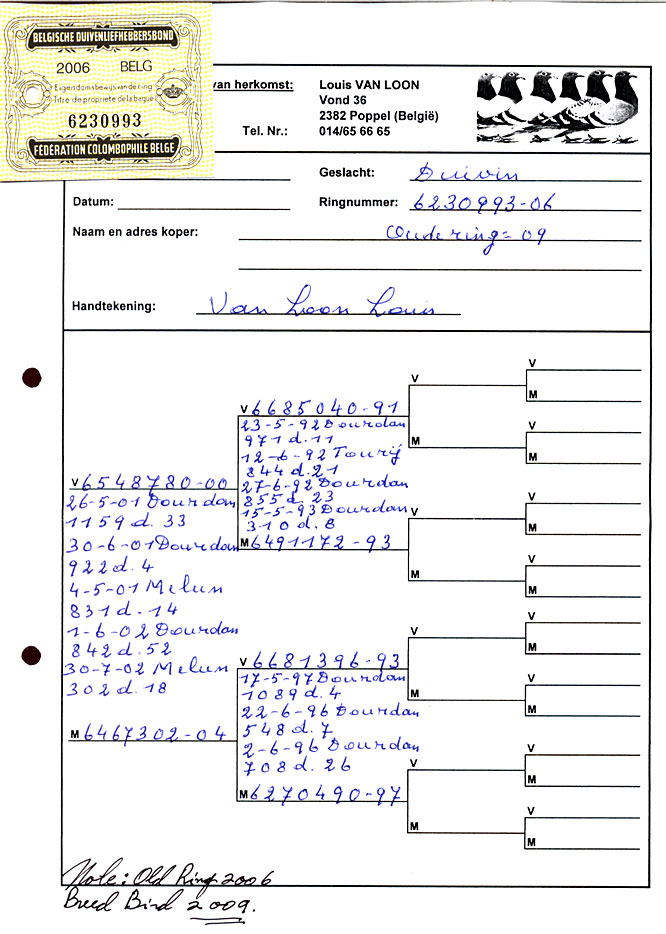 BELGISCHE DUIVENLIEFHEBBERSBOND
2006 BELG
Eigendomsbewijs van de ring
Titre de propriete de la bague
6230993
FÉDÉRATION COLOMBOPHILE BELGE
van herkomst:
Louis VAN LOON
Vond 36
2382 Poppel (België)
Tel. Nr.: 014/65 66 65
Geslacht: Duivin
Datum:
Ringnummer: 6230993-06
Naam en adres koper: Oude ring = 09
Handtekening: Van Loon Louis
V
M
V 6685040-91
23-5-92 Dourdan
971 d. 11
12-6-92 Tourij
844 d. 21
27-6-92 Dourdan
855 d. 23
15-5-93 Dourdan
310 d. 8
M 6491172-93
V
M
V
M
V
M
V
M
V 6548780-00
26-5-01 Dourdan
1159 d. 33
30-6-01 Dourdan
922 d. 4
4-5-01 Melun
831 d. 14
1-6-02 Dourdan
842 d. 52
30-7-02 Melun
302 d. 18
M 6467302-04
V 6681396-93
17-5-97 Dourdan
1089 d. 4
22-6-96 Dourdan
548 d. 7
2-6-96 Dourdan
708 d. 26
M 6270490-97
V
M
V
M
V
M
V
M
V
M
V
M
V
M
Note: Old Ring 2006
Breed Bird 2009.